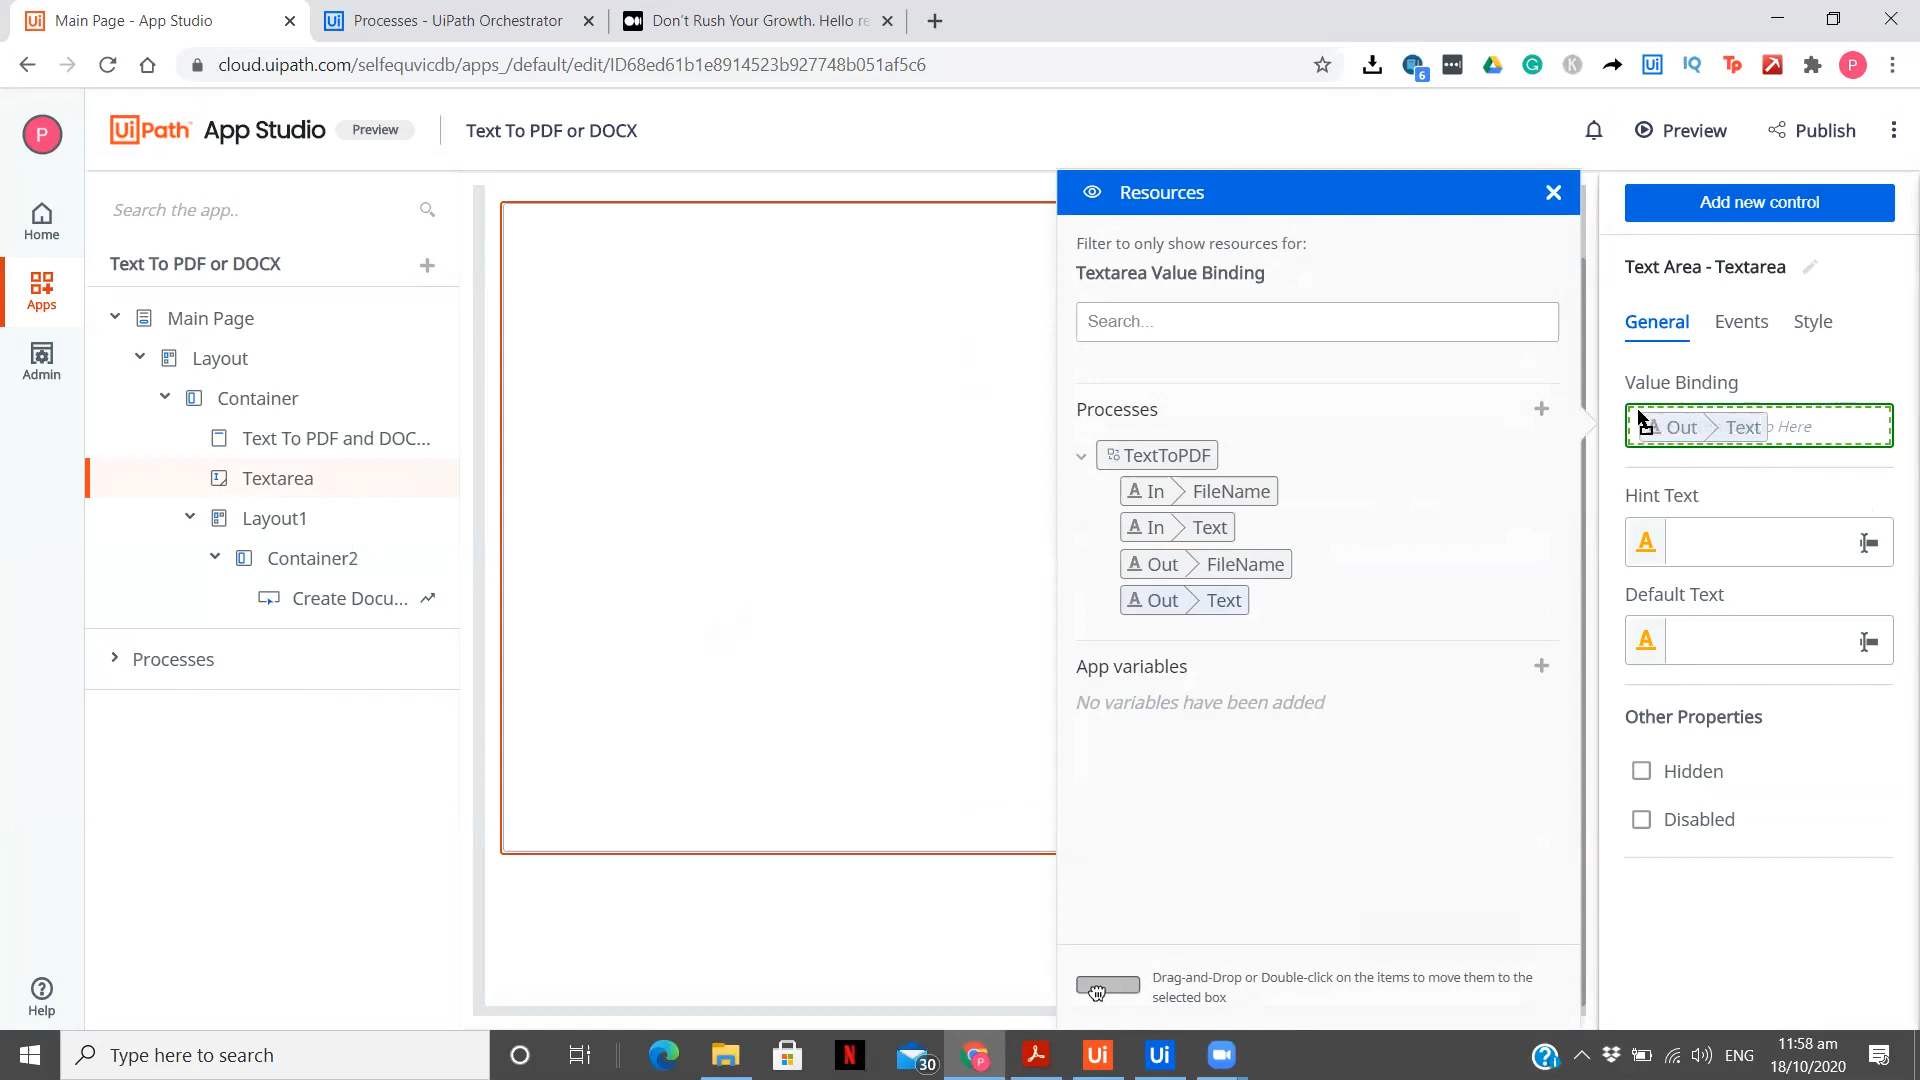 Main Page - App Studio
Processes - UiPath Orchestrator
Don't Rush Your Growth. Hello re
cloud.uipath.com/selfequvicdb/apps_/default/edit/ID68ed61b1e8914523b927748b051af5c6
6
IQ
Tp
K
P
P
UiPath App Studio
Preview
Text To PDF or DOCX
Preview
Publish
Home
Apps
Admin
Help
Search the app..
Text To PDF or DOCX
Main Page
Layout
Container
Text To PDF and DOC...
Textarea
Layout1
Container2
Create Docu...
Processes
Resources
Filter to only show resources for:
Textarea Value Binding
Search...
Processes
TextToPDF
A In FileName
A In Text
A Out FileName
A Out Text
App variables
No variables have been added
Drag-and-Drop or Double-click on the items to move them to the
selected box
Add new control
Text Area - Textarea
General
Events
Style
Value Binding
Out Text
Here
Hint Text
A
Default Text
A
Other Properties
Hidden
Disabled
Type here to search
30
ENG
11:58 am
18/10/2020